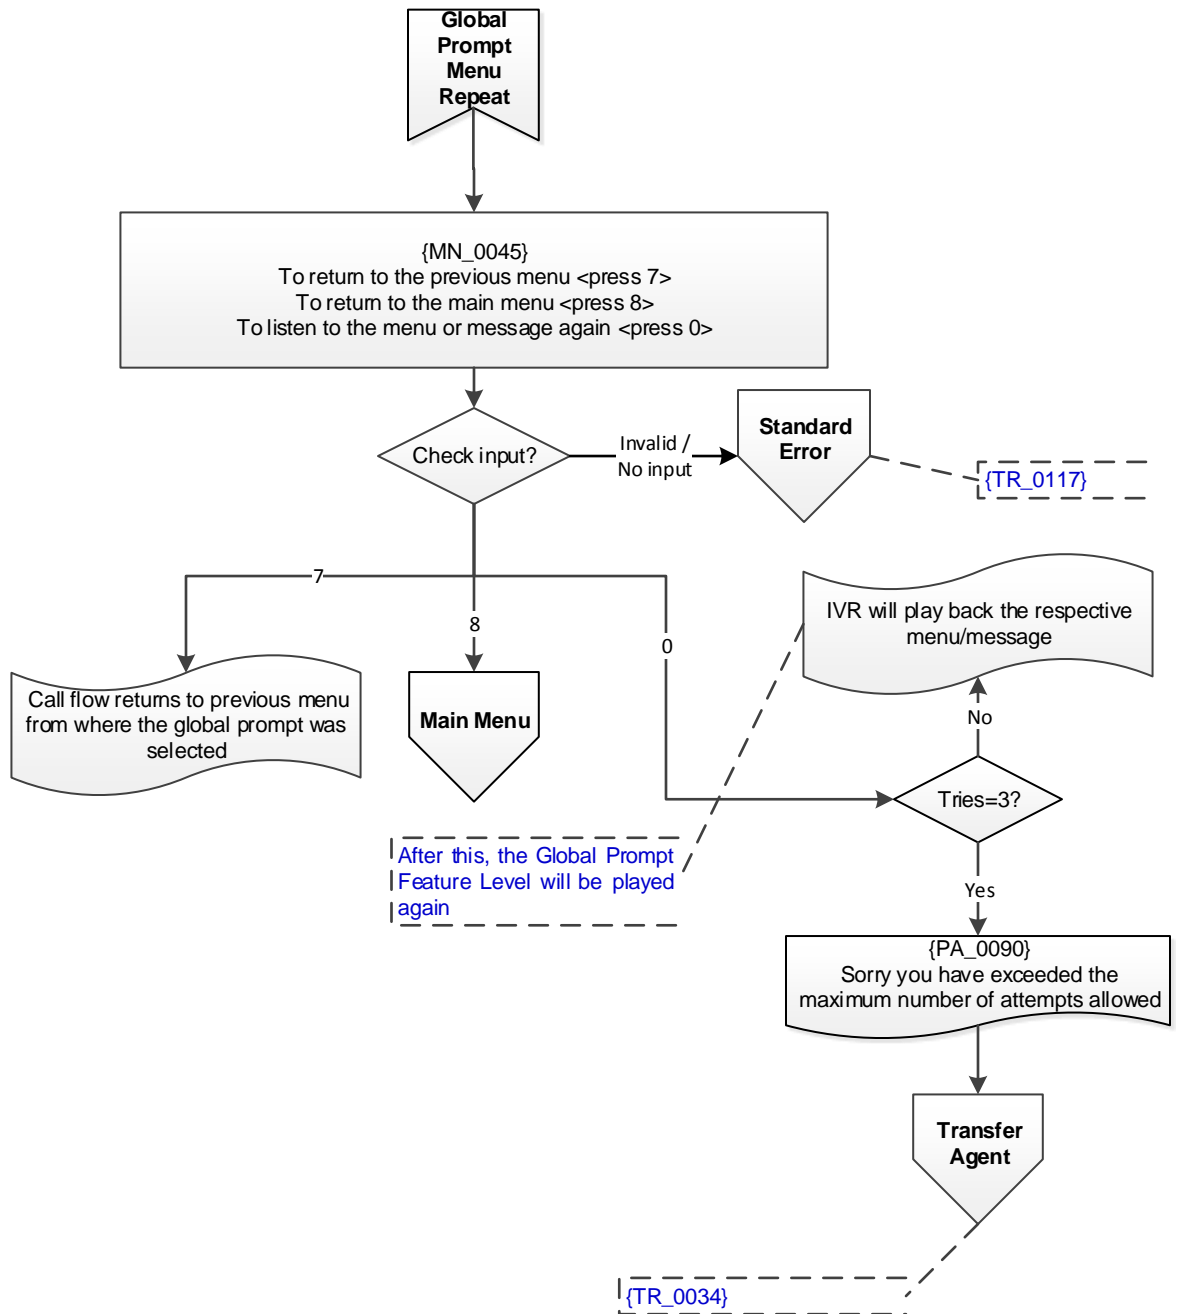 Global
Prompt
Menu
Repeat
{MN_0045}
To return to the previous menu <press 7>
To return to the main menu <press 8>
To listen to the menu or message again <press 0>
Check input?
Invalid /
No input
Standard
Error
{TR_0117}
7
8
0
IVR will play back the respective
menu/message
Call flow returns to previous menu
from where the global prompt was
selected
Main Menu
No
Tries=3?
After this, the Global Prompt
Feature Level will be played
again
Yes
{PA_0090}
Sorry you have exceeded the
maximum number of attempts allowed
Transfer
Agent
{TR_0034}